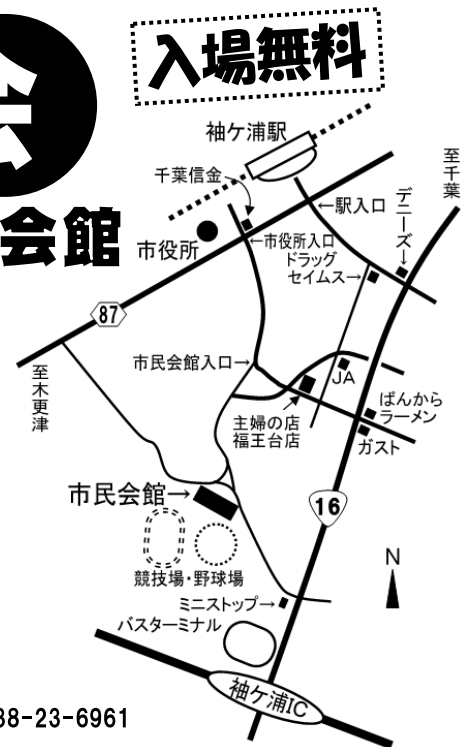 入場無料
会
会館
袖ケ浦駅
千葉信金
至千葉
←駅入口
デニーズ→
市役所
←市役所入口
ドラッグ
セイムス→
87
至木更津
市民会館入口→
JA
主婦の店
福王台店
ばんから
ラーメン
ガスト
市民会館→
16
競技場・野球場
N
ミニストップ→
バスターミナル
袖ケ浦IC
38-23-6961